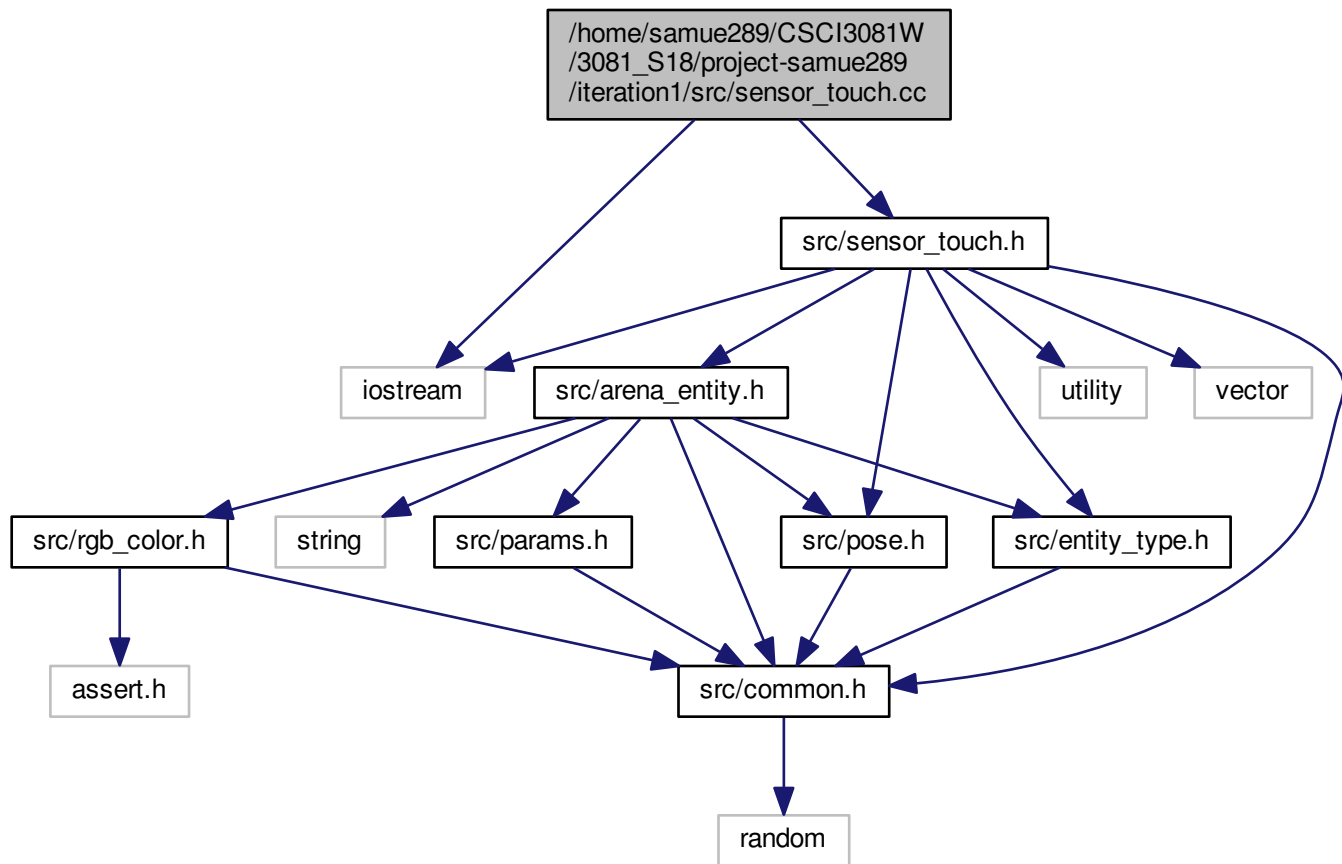 /home/samue289/CSCI3081W
/3081_S18/project-samue289
/iteration1/src/sensor_touch.cc
src/sensor_touch.h
iostream
src/arena_entity.h
utility
vector
src/rgb_color.h
string
src/params.h
src/pose.h
src/entity_type.h
assert.h
src/common.h
random